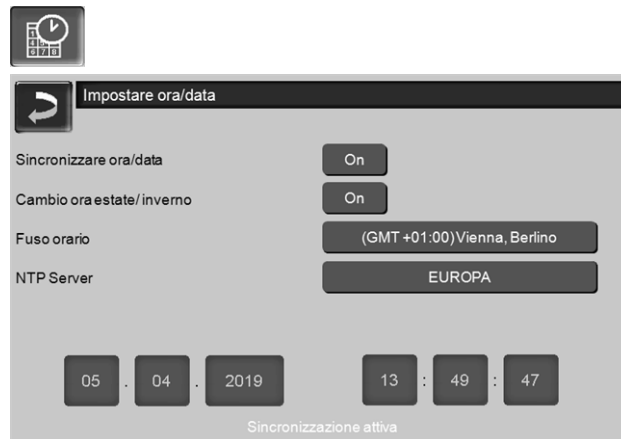 Impostare ora/data
Sincronizzare ora/data On
Cambio ora estate/inverno On
Fuso orario (GMT +01:00) Vienna, Berlino
NTP Server EUROPA
05 . 04 . 2019 13 : 49 : 47
Sincronizzazione attiva